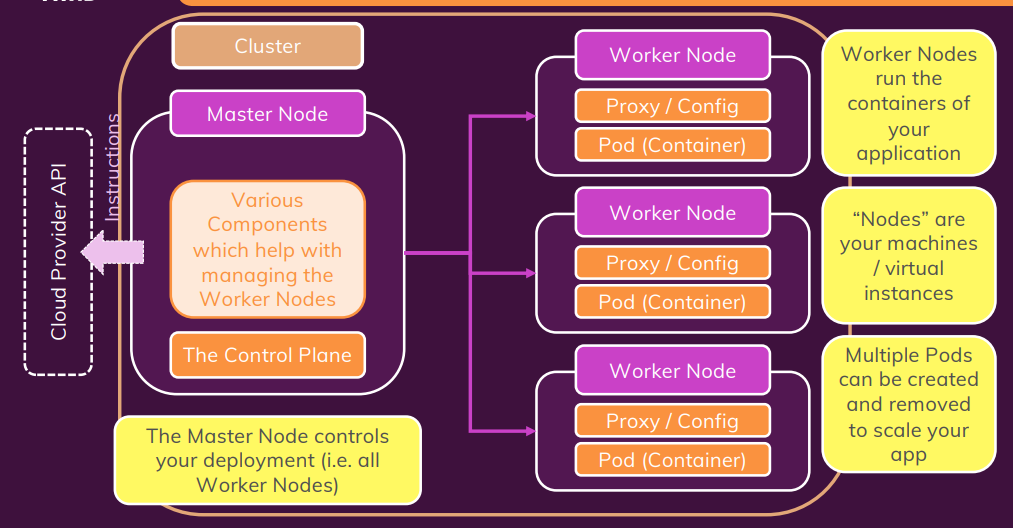 Cluster
Master Node
Various
Components
which help with
managing the
Worker Nodes
The Control Plane
Instructions
Cloud Provider API
The Master Node controls
your deployment (i.e. all
Worker Nodes)
Worker Node
Proxy / Config
Pod (Container)
Worker Node
Proxy / Config
Pod (Container)
Worker Node
Proxy / Config
Pod (Container)
Worker Nodes
run the
containers of
your
application
“Nodes” are
your machines
/ virtual
instances
Multiple Pods
can be created
and removed
to scale your
app